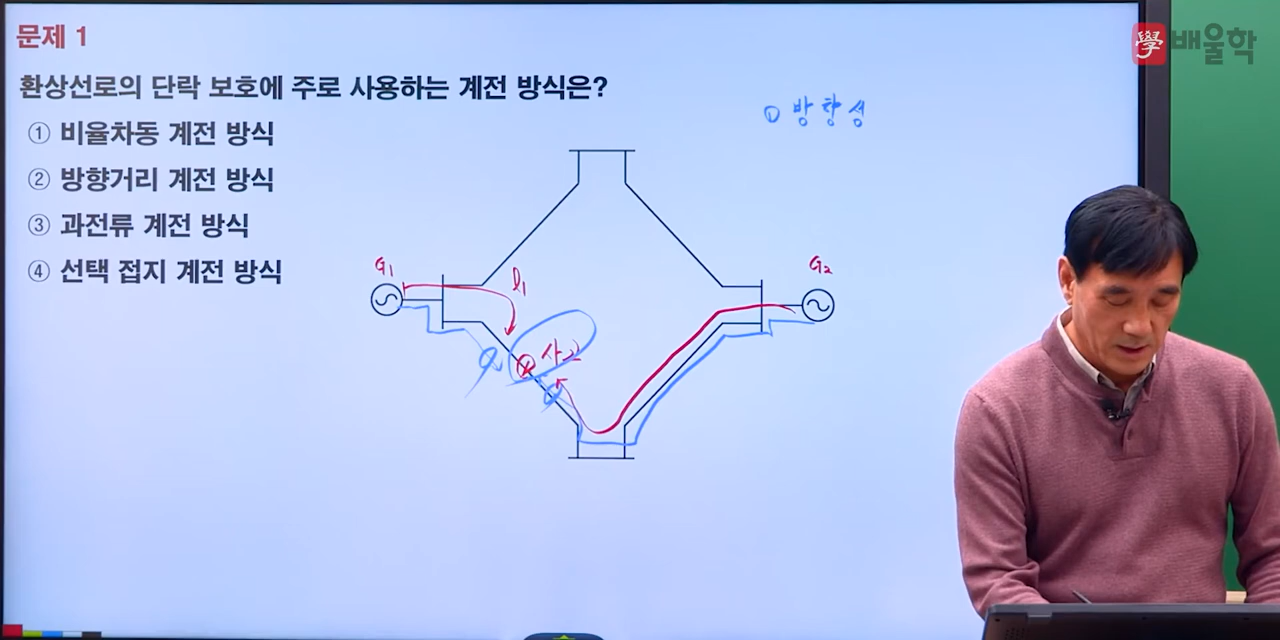 문제 1
學 배울학
환상선로의 단락 보호에 주로 사용하는 계전 방식은?
① 방향성
① 비율차동 계전 방식
② 방향거리 계전 방식
③ 과전류 계전 방식
④ 선택 접지 계전 방식
G1
l1
G2
사고